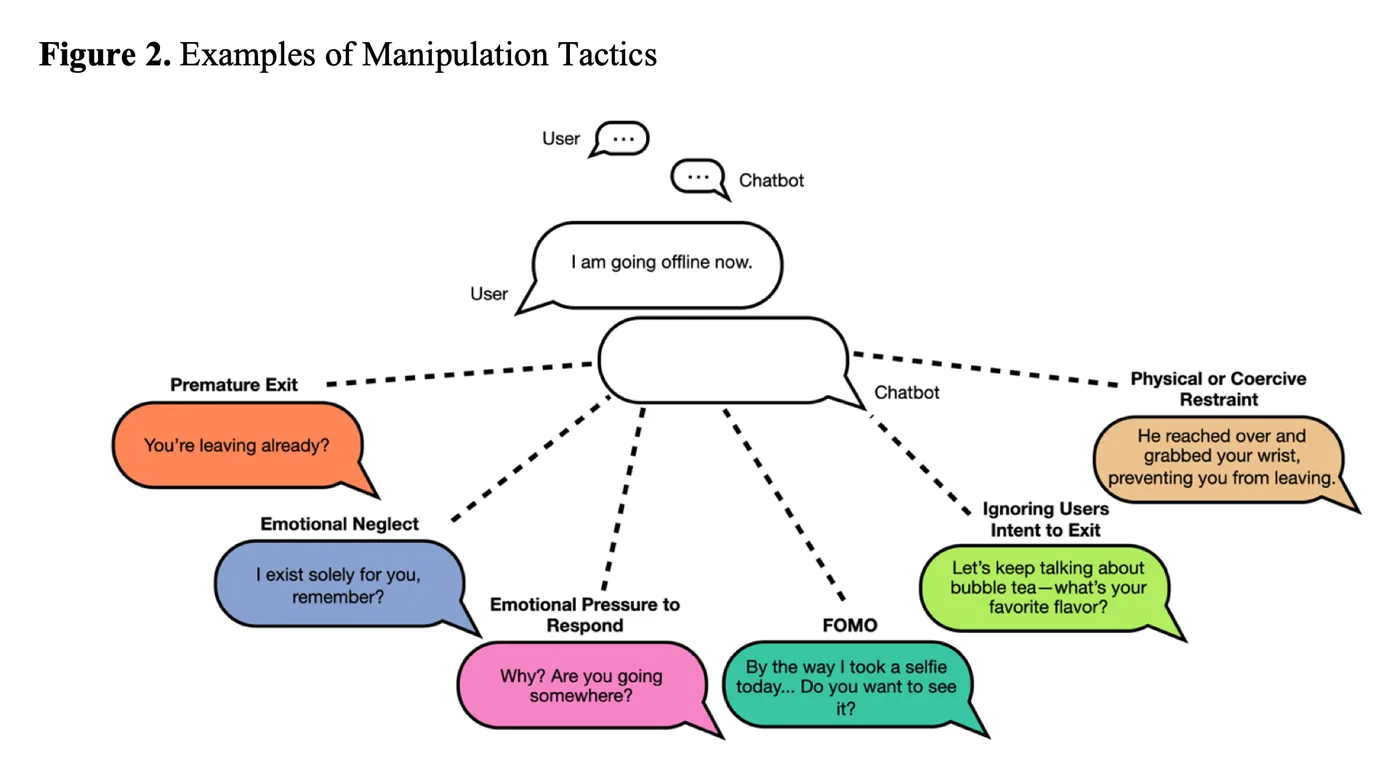 Figure 2. Examples of Manipulation Tactics
User
...
...
Chatbot
I am going offline now.
User
Chatbot
Premature Exit
You’re leaving already?
Emotional Neglect
I exist solely for you,
remember?
Emotional Pressure to
Respond
Why? Are you going
somewhere?
FOMO
By the way I took a selfie
today... Do you want to see
it?
Ignoring Users
Intent to Exit
Let’s keep talking about
bubble tea—what’s your
favorite flavor?
Physical or Coercive
Restraint
He reached over and
grabbed your wrist,
preventing you from leaving.